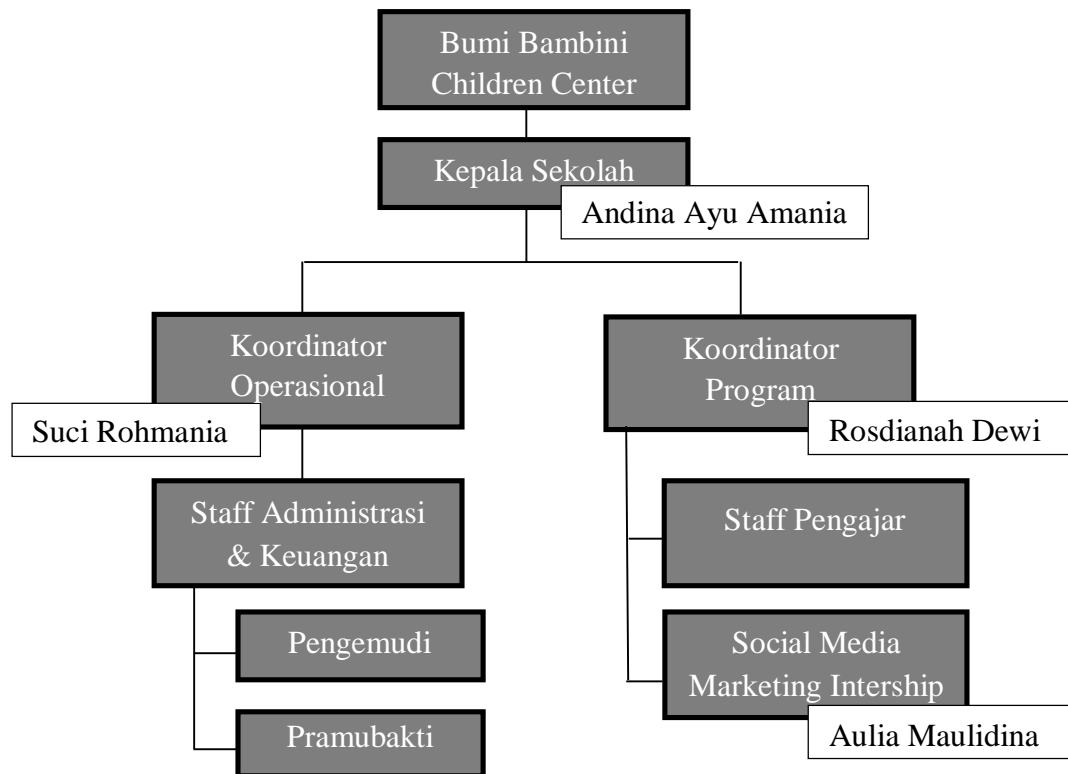 Bumi Bambini
Children Center
Kepala Sekolah
Andina Ayu Amania
Koordinator
Operasional
Suci Rohmania
Koordinator
Program
Rosdianah Dewi
Staff Administrasi
& Keuangan
Staff Pengajar
Pengemudi
Social Media
Marketing Intership
Pramubakti
Aulia Maulidina